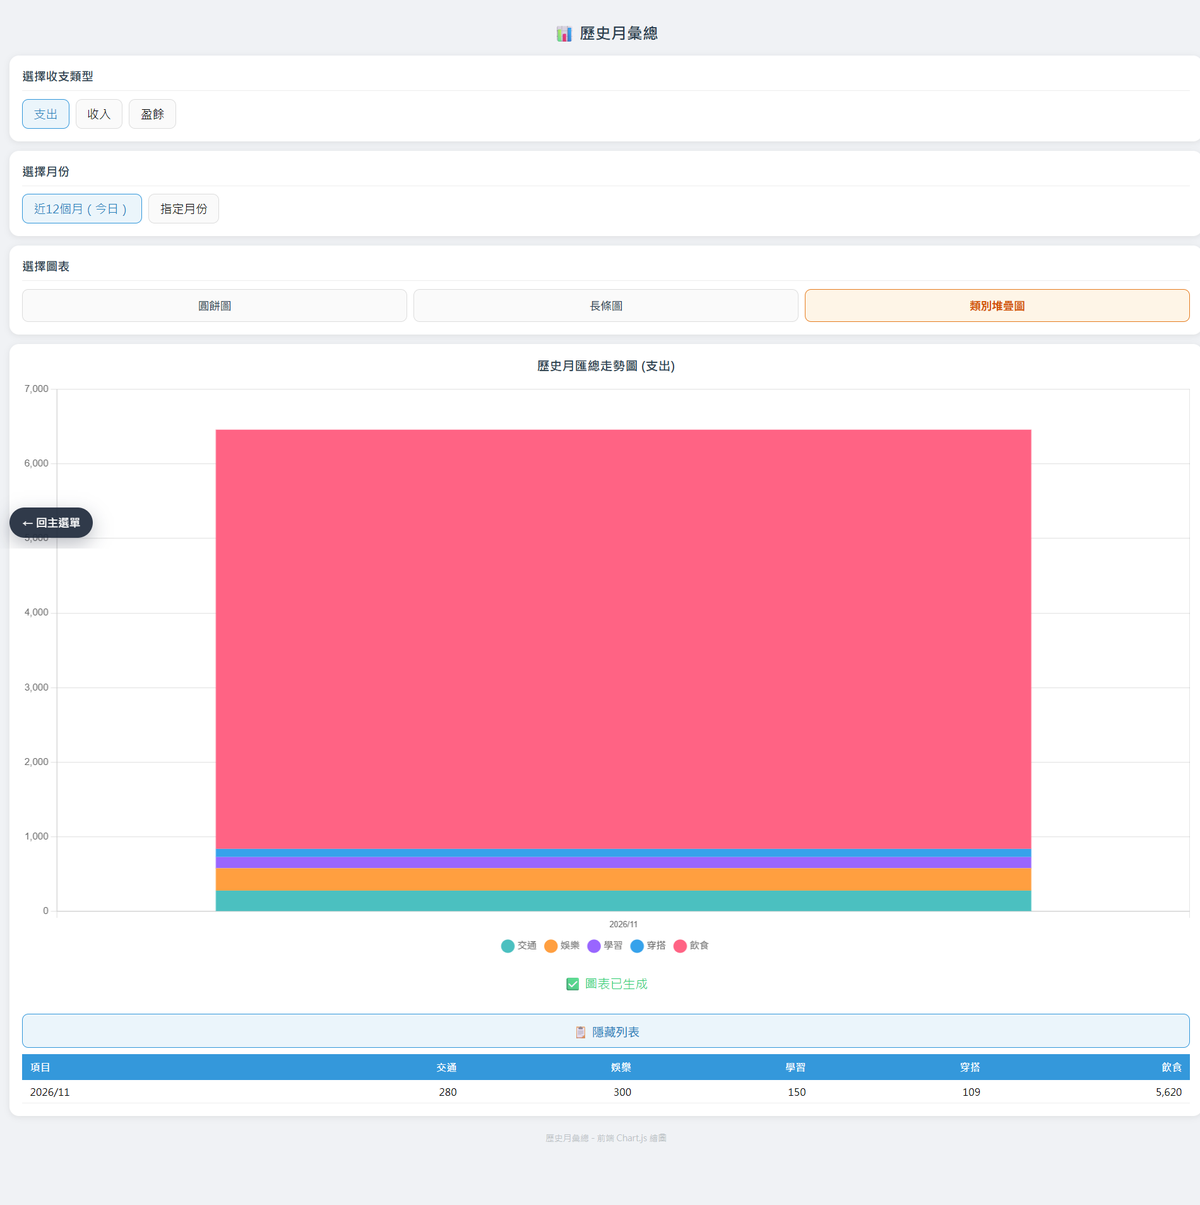 歷史月彙總
選擇收支類型
支出 收入 盈餘
選擇月份
近12個月（今日） 指定月份
選擇圖表
圓餅圖 長條圖 類別堆疊圖
歷史月匯總走勢圖 (支出)
7,000
6,000
← 回主選單
5,000
4,000
3,000
2,000
1,000
0
2026/11
交通 娛樂 學習 穿搭 飲食
圖表已生成
隱藏列表
項目 交通 娛樂 學習 穿搭 飲食
2026/11 280 300 150 109 5,620
歷史月彙總 - 前端 Chart.js 繪圖